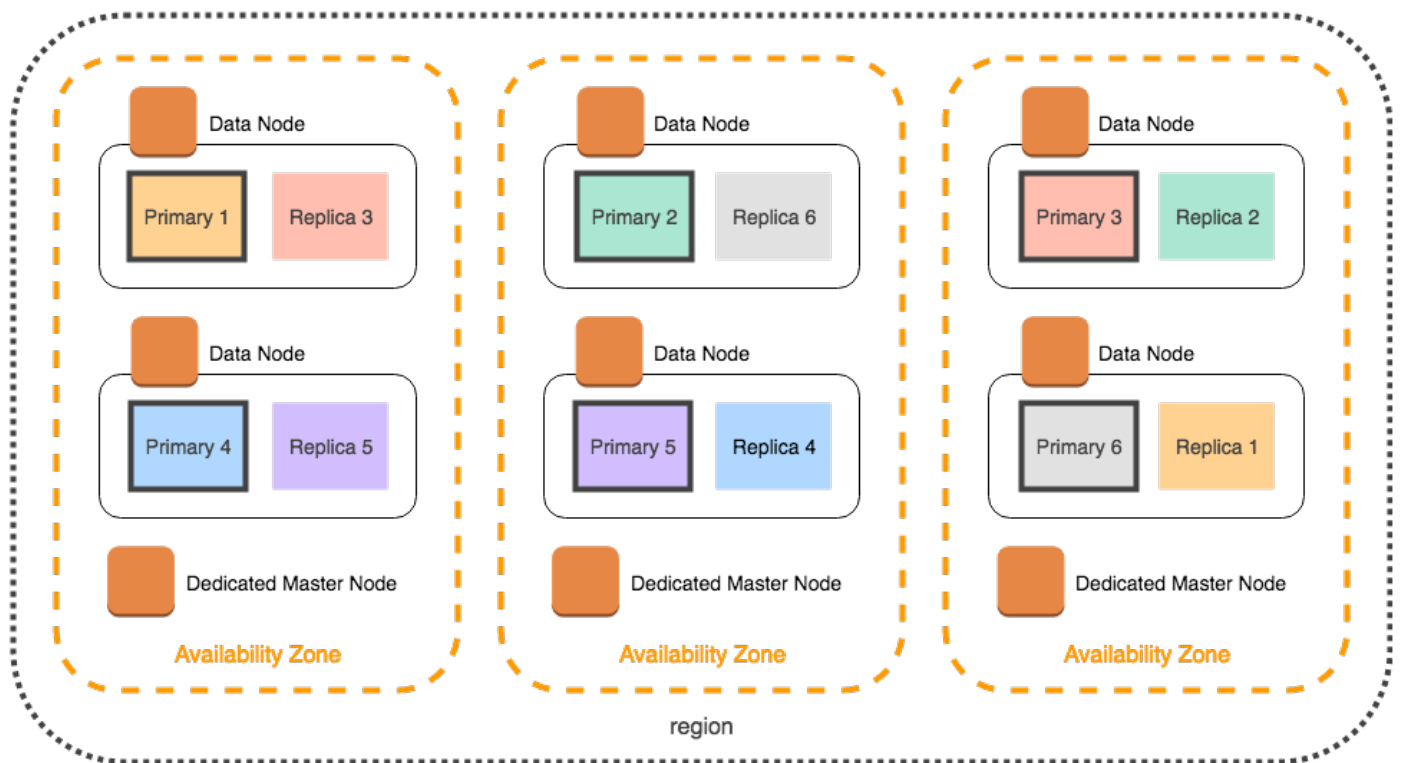 Data Node
Primary 1
Replica 3
Data Node
Primary 4
Replica 5
Dedicated Master Node
Availability Zone
Data Node
Primary 2
Replica 6
Data Node
Primary 5
Replica 4
Dedicated Master Node
Availability Zone
Data Node
Primary 3
Replica 2
Data Node
Primary 6
Replica 1
Dedicated Master Node
Availability Zone
region